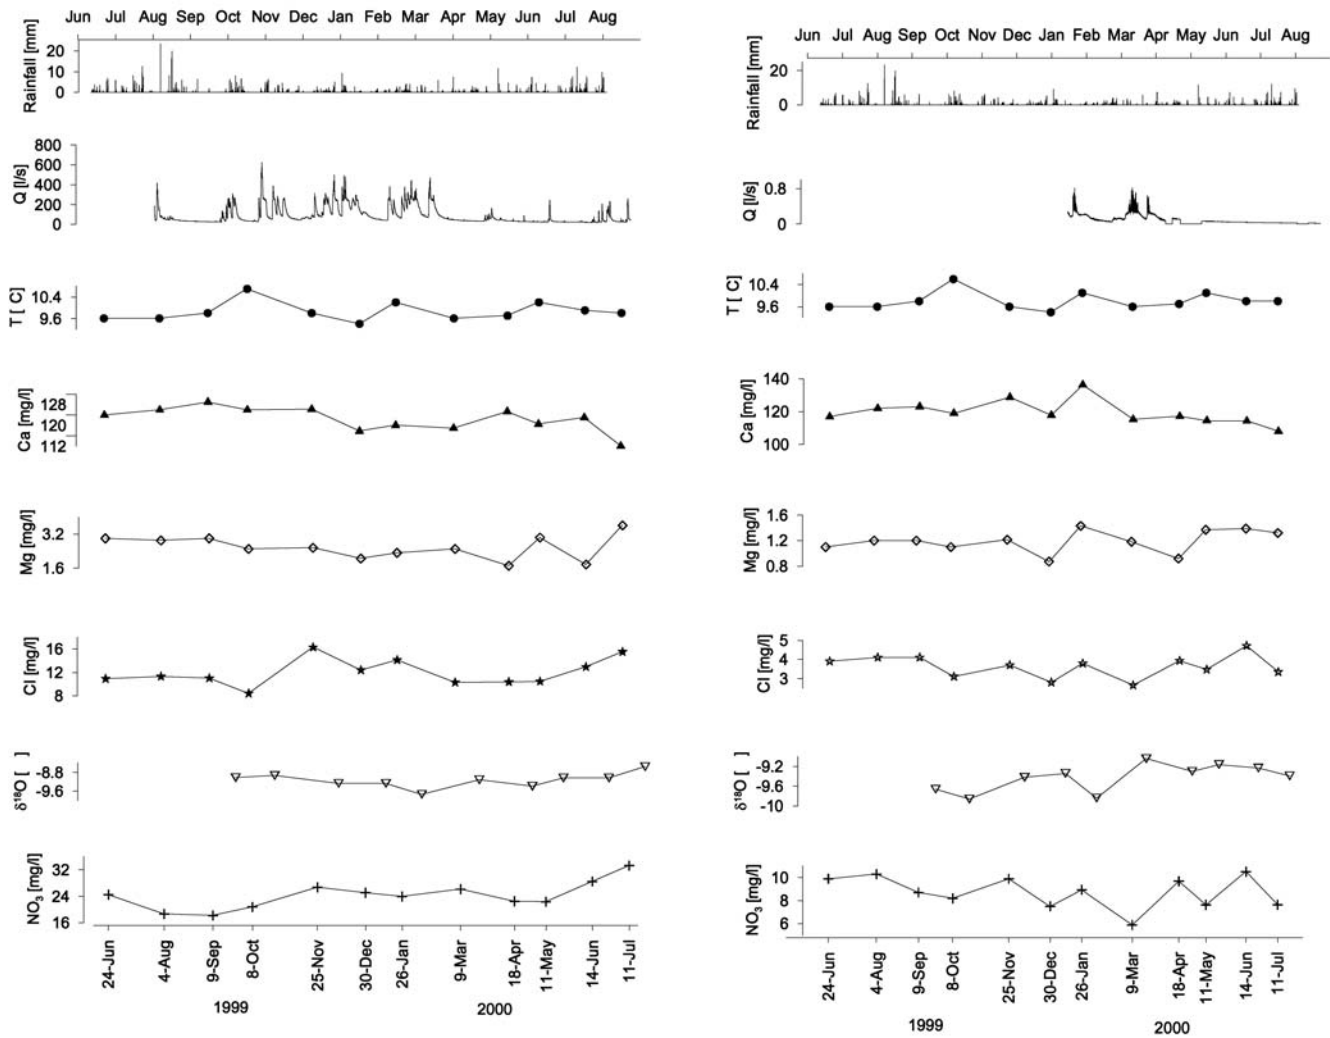 Jun Jul Aug Sep Oct Nov Dec Jan Feb Mar Apr May Jun Jul Aug
Rainfall [mm]
20
10
0
Q [l/s]
800
600
400
200
0
T [ C]
10.4
9.6
Ca [mg/l]
128
120
112
Mg [mg/l]
3.2
1.6
Cl [mg/l]
16
12
8
δ18O [ ]
-8.8
-9.6
NO3 [mg/l]
32
24
16
24-Jun 4-Aug 9-Sep 8-Oct 25-Nov 30-Dec 26-Jan 9-Mar 18-Apr 11-May 14-Jun 11-Jul
1999 2000
Jun Jul Aug Sep Oct Nov Dec Jan Feb Mar Apr May Jun Jul Aug
Rainfall [mm]
20
0
Q [l/s]
0.8
0
T [ C]
10.4
9.6
Ca [mg/l]
140
120
100
Mg [mg/l]
1.6
1.2
0.8
Cl [mg/l]
5
4
3
δ18O [ ]
-9.2
-9.6
-10
NO3 [mg/l]
10
8
6
24-Jun 4-Aug 9-Sep 8-Oct 25-Nov 30-Dec 26-Jan 9-Mar 18-Apr 11-May 14-Jun 11-Jul
1999 2000